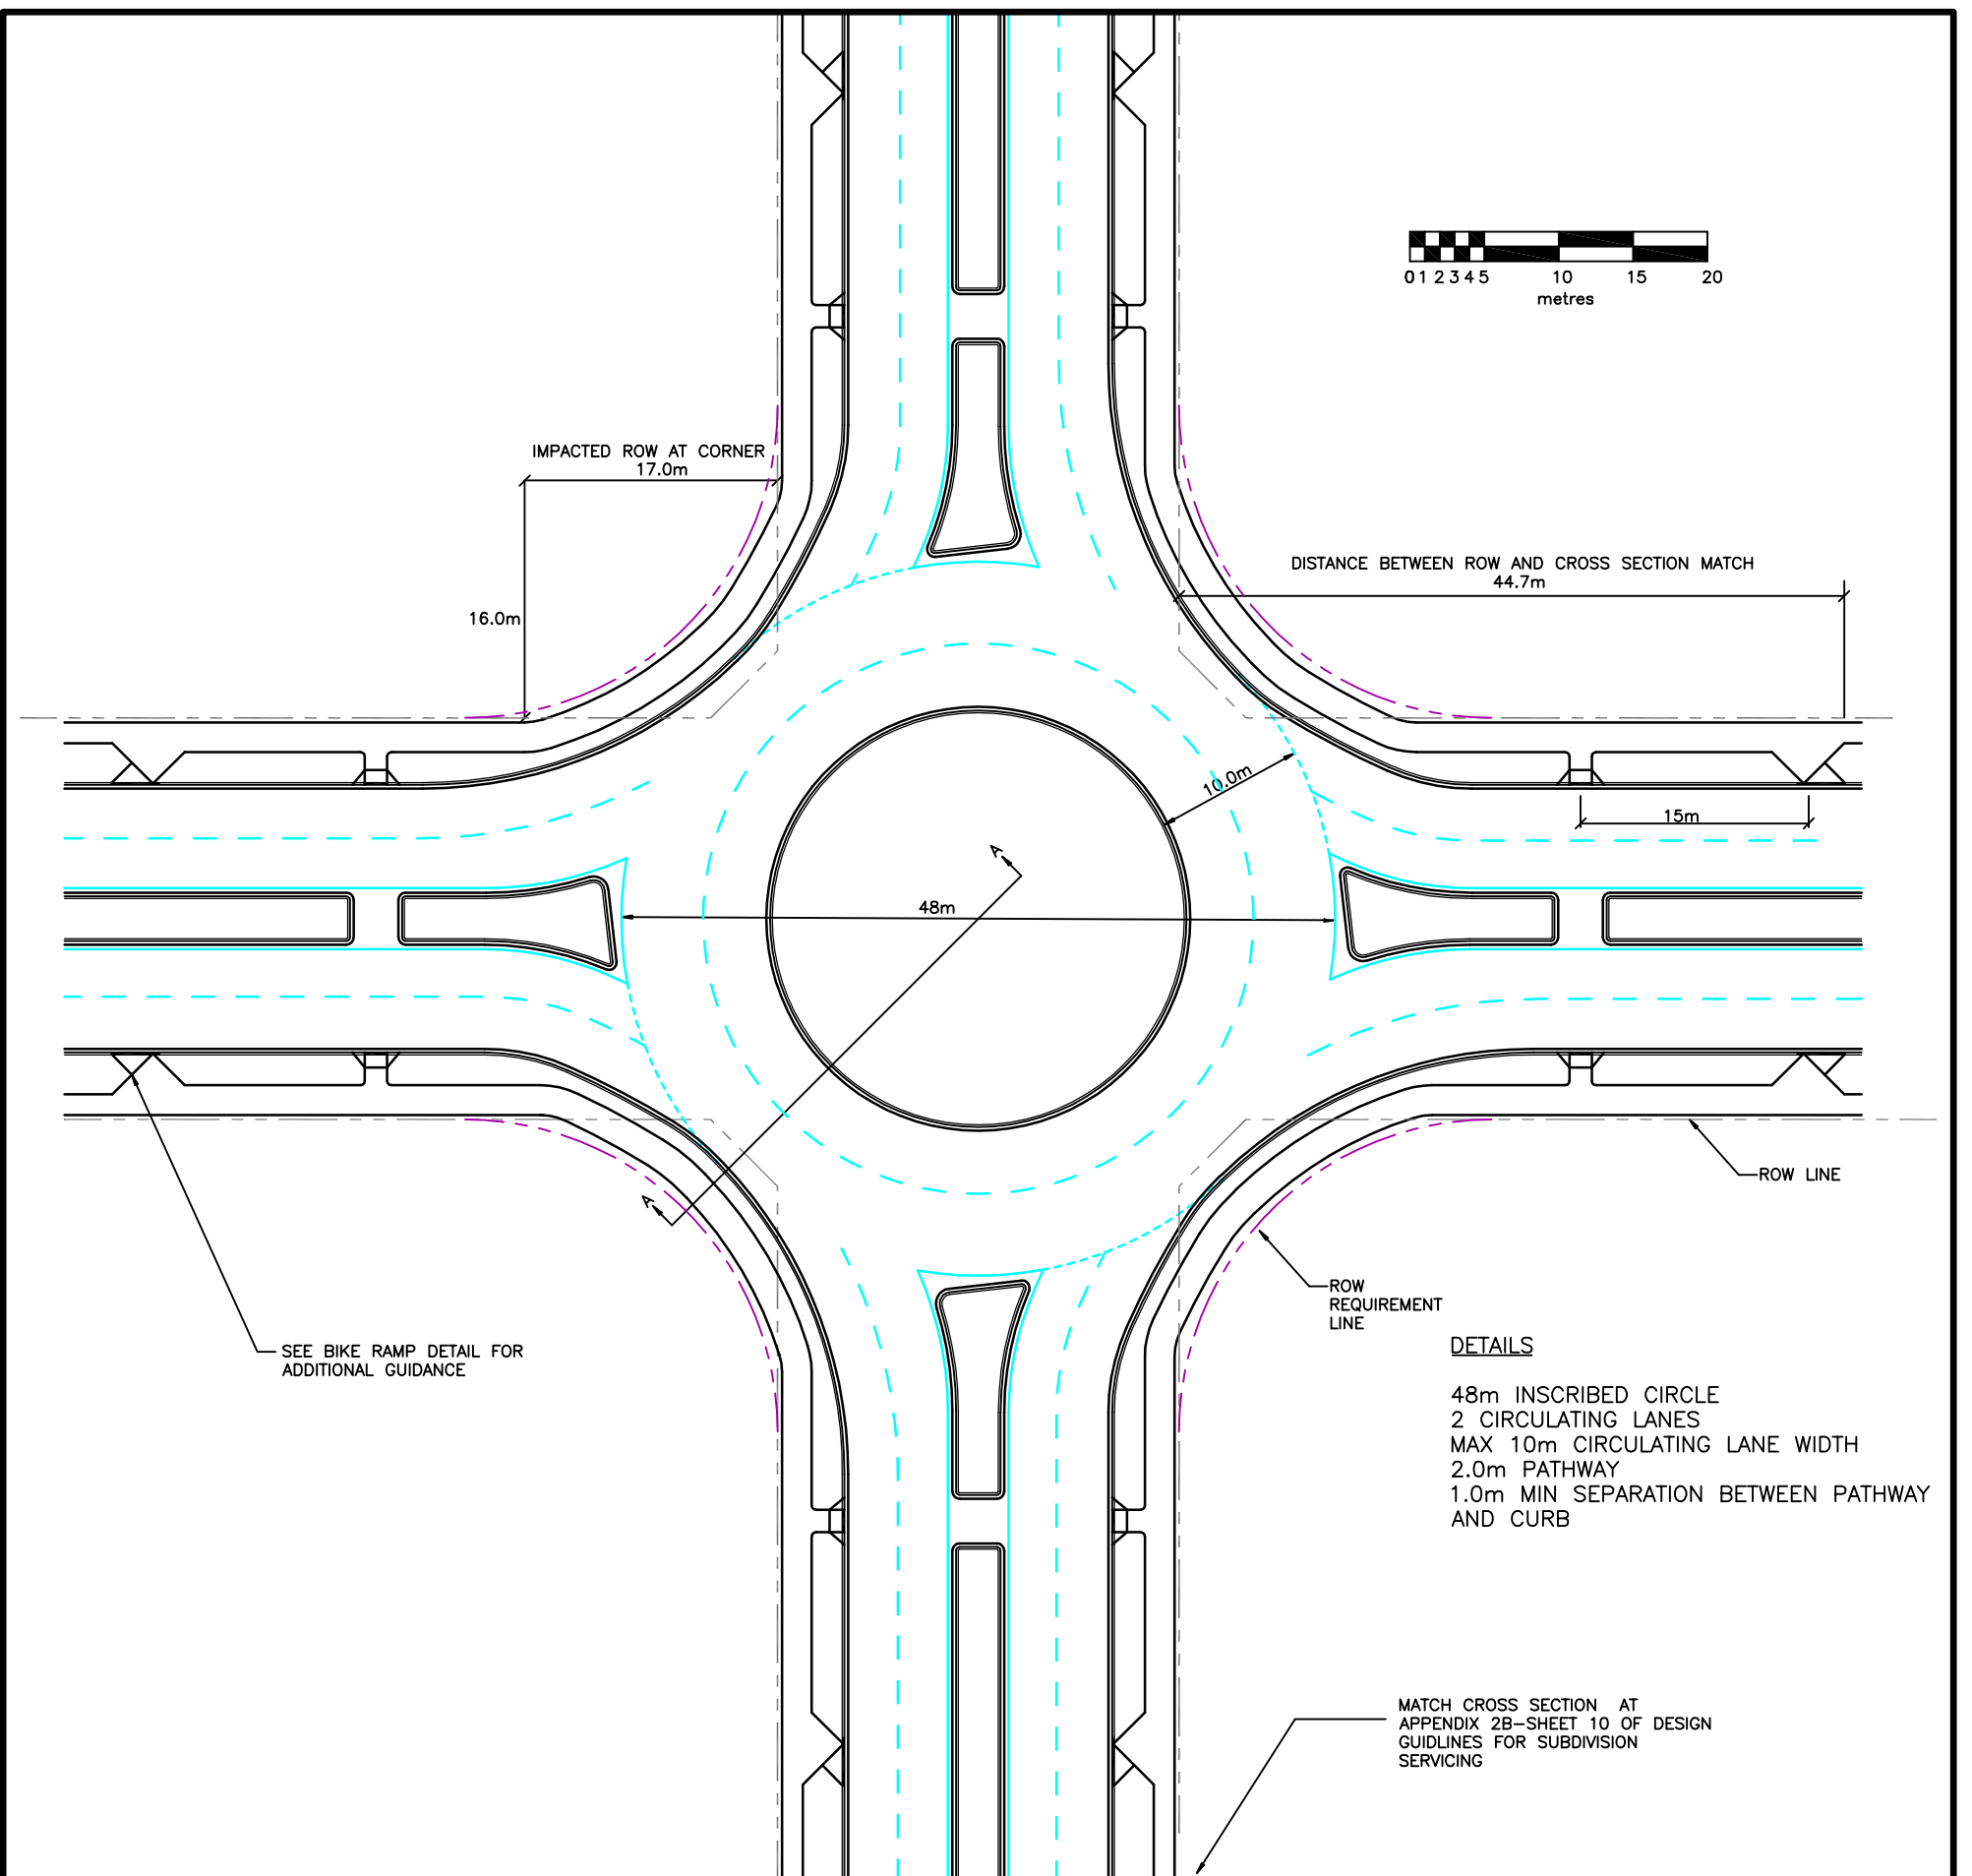 0 1 2 3 4 5 10 15 20
metres
IMPACTED ROW AT CORNER
17.0m
16.0m
DISTANCE BETWEEN ROW AND CROSS SECTION MATCH
44.7m
10.0m
15m
A
48m
A
ROW LINE
ROW
REQUIREMENT
LINE
SEE BIKE RAMP DETAIL FOR
ADDITIONAL GUIDANCE
DETAILS
48m INSCRIBED CIRCLE
2 CIRCULATING LANES
MAX 10m CIRCULATING LANE WIDTH
2.0m PATHWAY
1.0m MIN SEPARATION BETWEEN PATHWAY
AND CURB
MATCH CROSS SECTION AT
APPENDIX 2B-SHEET 10 OF DESIGN
GUIDLINES FOR SUBDIVISION
SERVICING